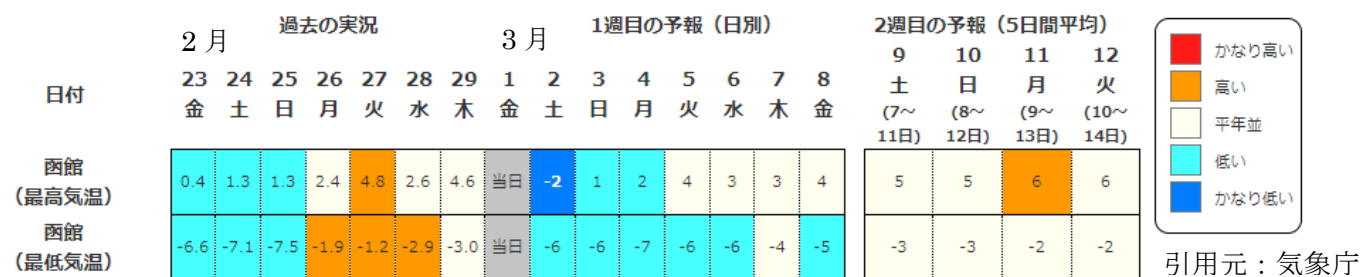 過去の実況 1週目の予報（日別） 2週目の予報（5日間平均）
2月 3月
日付 23 24 25 26 27 28 29 1 2 3 4 5 6 7 8 9 10 11 12
金 土 日 月 火 水 木 金 土 日 月 火 水 木 金 土 日 月 火
(7～ (8～ (9～ (10～
11日) 12日) 13日) 14日)
函館
（最高気温） 0.4 1.3 1.3 2.4 4.8 2.6 4.6 当日 -2 1 2 4 3 3 4 5 5 6 6
函館
（最低気温） -6.6 -7.1 -7.5 -1.9 -1.2 -2.9 -3.0 当日 -6 -6 -7 -6 -6 -4 -5 -3 -3 -2 -2
かなり高い
高い
平年並
低い
かなり低い
引用元：気象庁